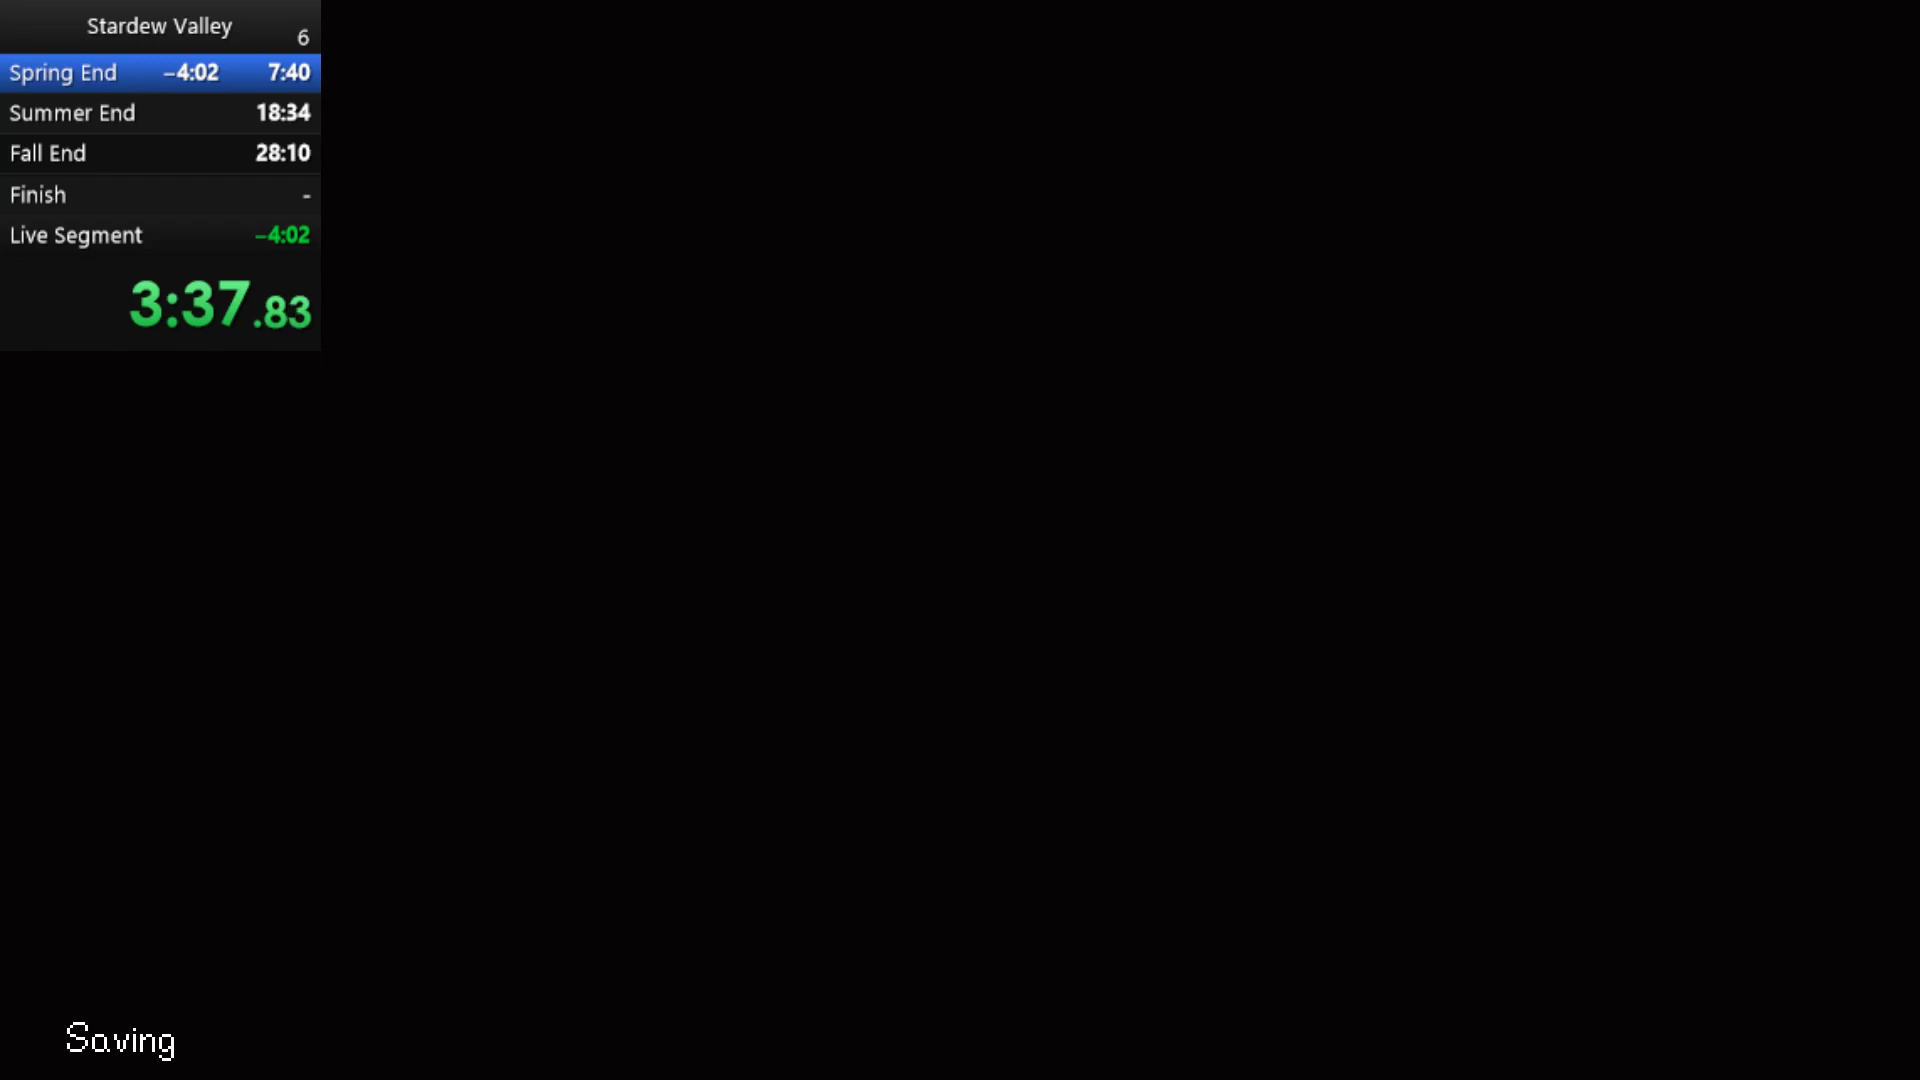 Stardew Valley
6
Spring End −4:02 7:40
Summer End 18:34
Fall End 28:10
Finish -
Live Segment −4:02
3:37.83
Saving